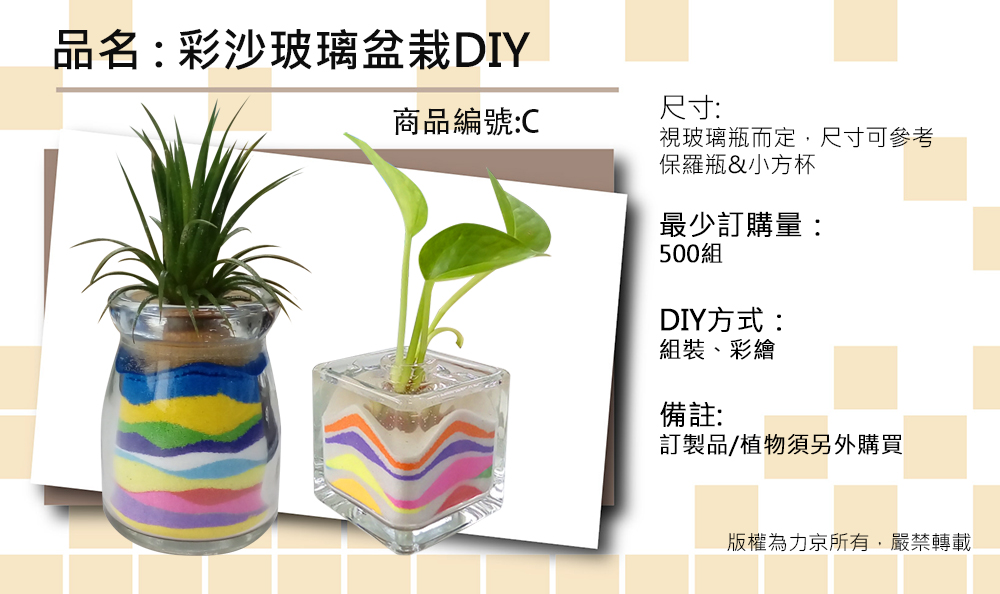 品名 : 彩沙玻璃盆栽DIY
商品編號:C
尺寸:
視玻璃瓶而定，尺寸可參考
保羅瓶&小方杯
最少訂購量：
500組
DIY方式：
組裝、彩繪
備註:
訂製品/植物須另外購買
版權為力京所有，嚴禁轉載